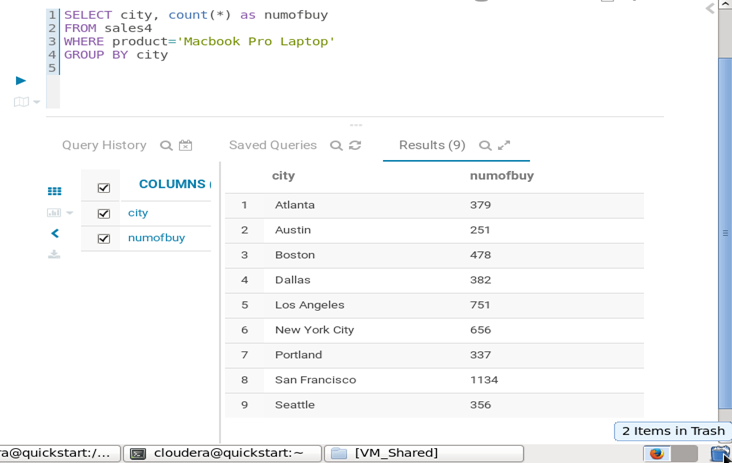 1 SELECT city, count(*) as numofbuy
2 FROM sales4
3 WHERE product='Macbook Pro Laptop'
4 GROUP BY city
5
Query History Saved Queries Results (9)
COLUMNS (
city
numofbuy
city numofbuy
1 Atlanta 379
2 Austin 251
3 Boston 478
4 Dallas 382
5 Los Angeles 751
6 New York City 656
7 Portland 337
8 San Francisco 1134
9 Seattle 356
2 Items in Trash
ra@quickstart:/... cloudera@quickstart:~ [VM_Shared]